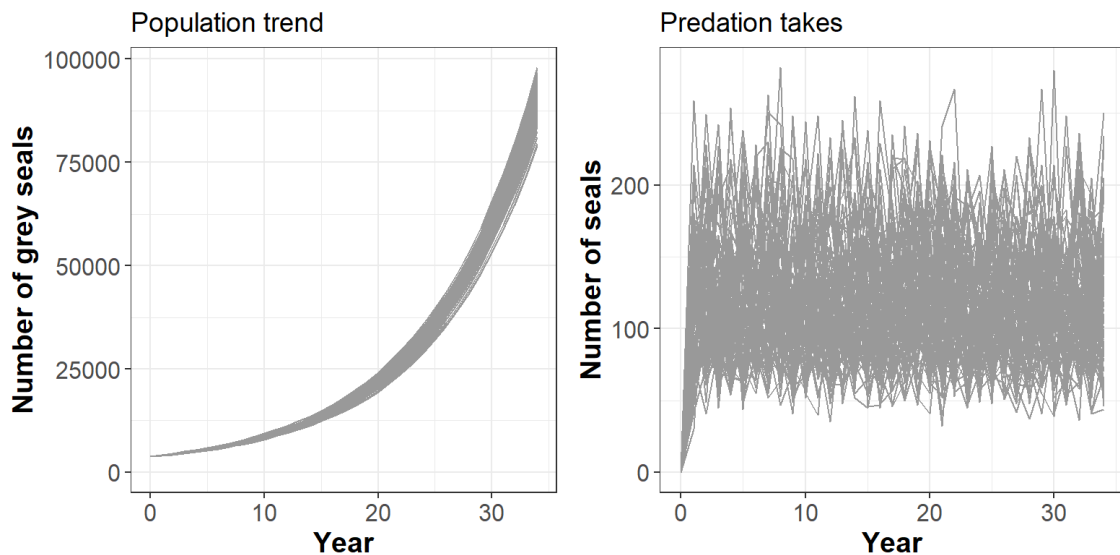 Population trend
Number of grey seals
100000
75000
50000
25000
0
0 10 20 30
Year
Predation takes
Number of seals
200
100
0
0 10 20 30
Year